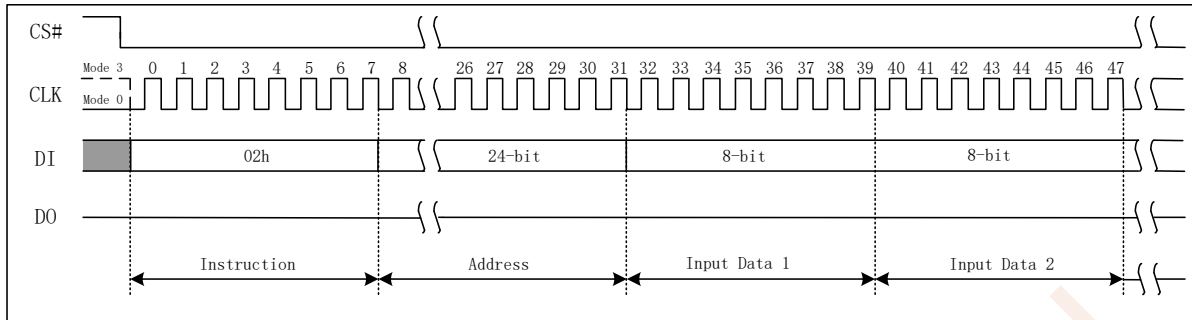 CS#
Mode 3 0 1 2 3 4 5 6 7 8 26 27 28 29 30 31 32 33 34 35 36 37 38 39 40 41 42 43 44 45 46 47
CLK
Mode 0
DI 02h 24-bit 8-bit 8-bit
DO
Instruction Address Input Data 1 Input Data 2